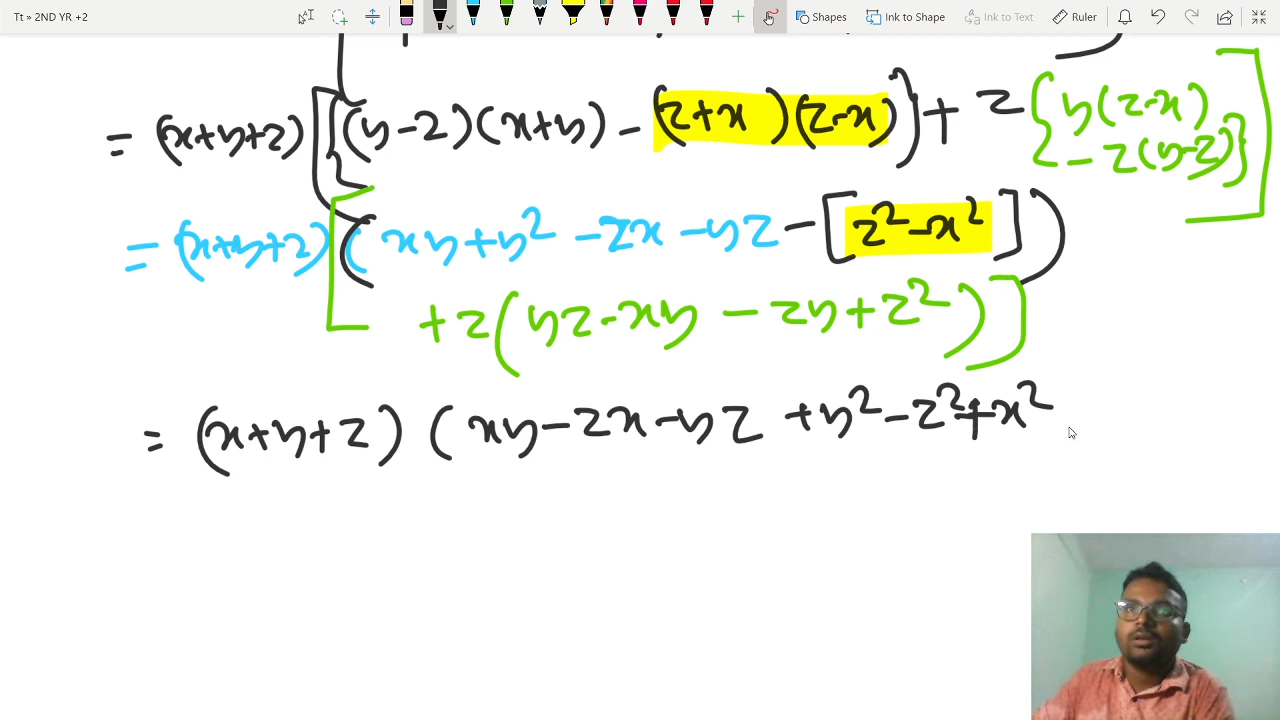 Tt » 2ND YR +2
Shapes Ink to Shape Ink to Text Ruler
= (x+y+z) [{(y-z)(x+y) - (z+x)(z-x)} + z {y(z-x)
- z(y-z)}]
= (x+y+z) [(xy+y² -zx -yz - [z²-x²])
+z(yz-xy - zy+z²)]
= (x+y+z) (xy-zx-yz +y²-z²+x²